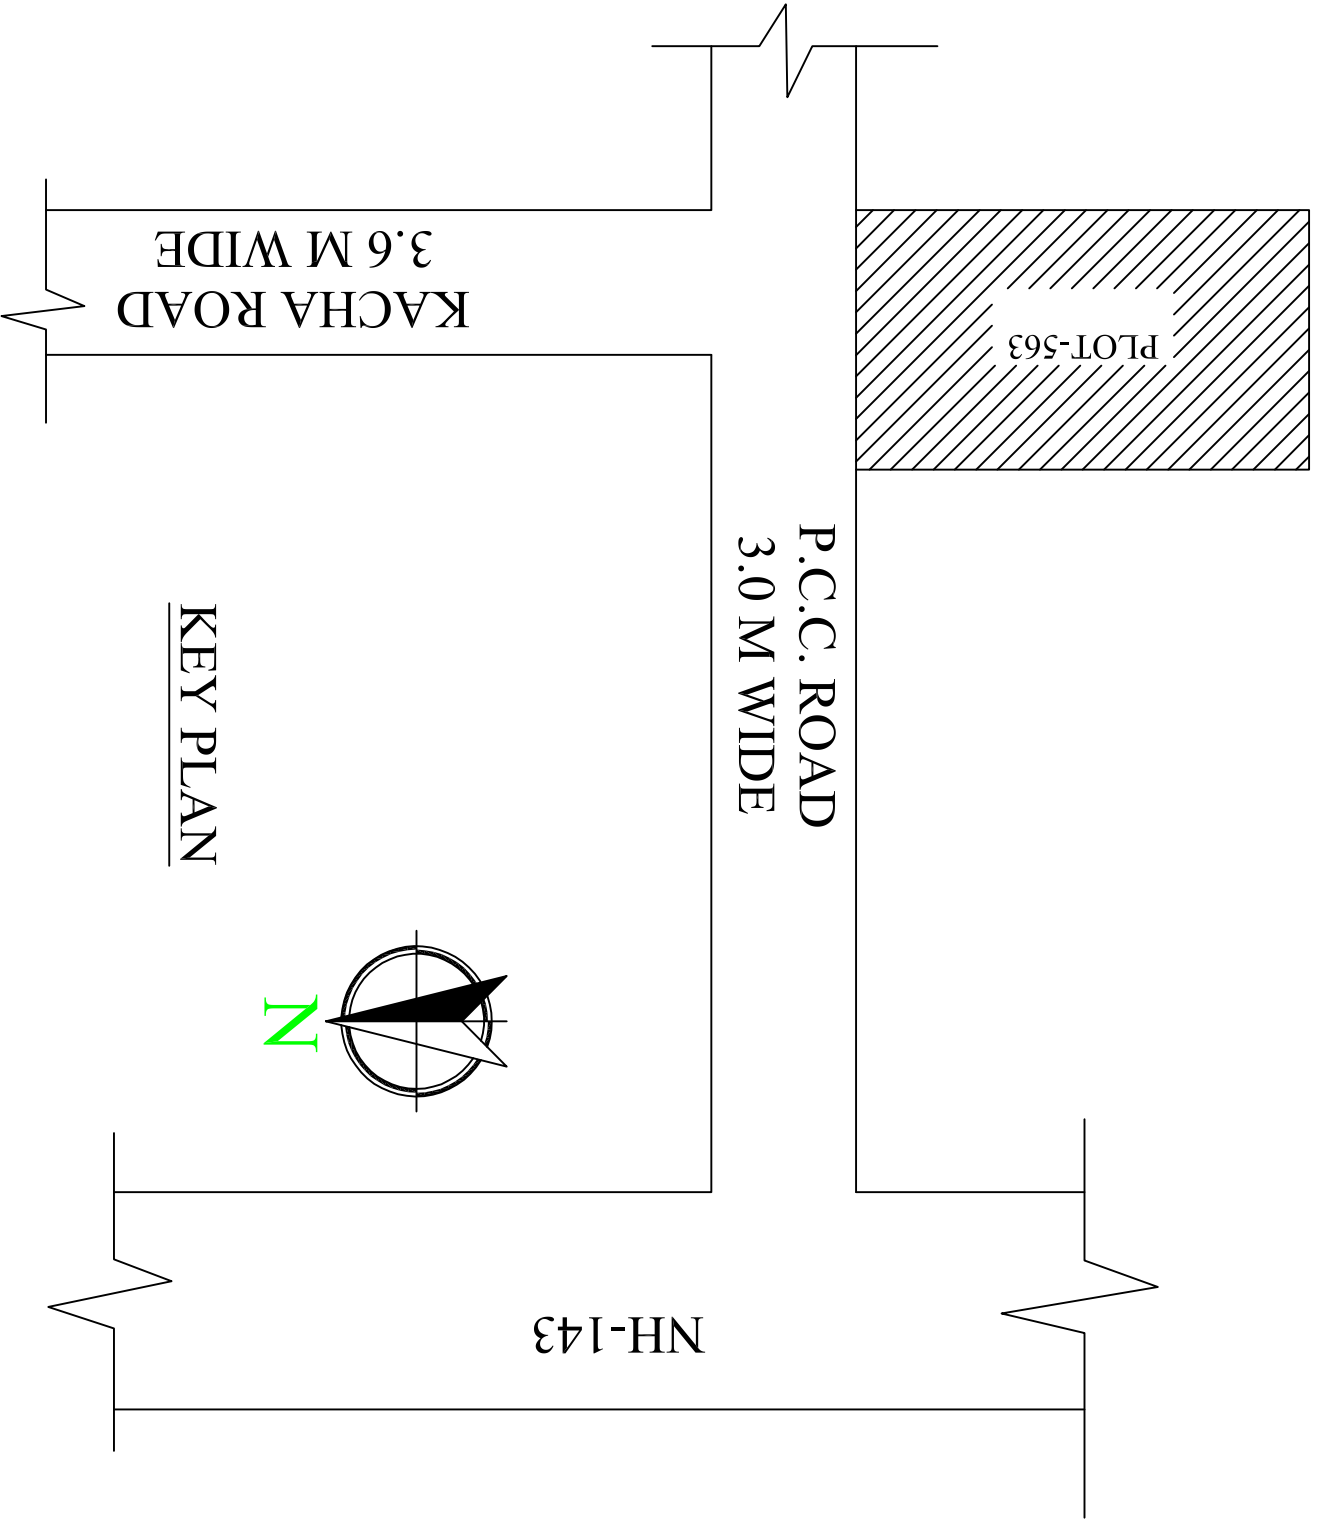 KACHA ROAD
3.6 M WIDE
PLOT-563
P.C.C. ROAD
3.0 M WIDE
KEY PLAN
N
NH-143